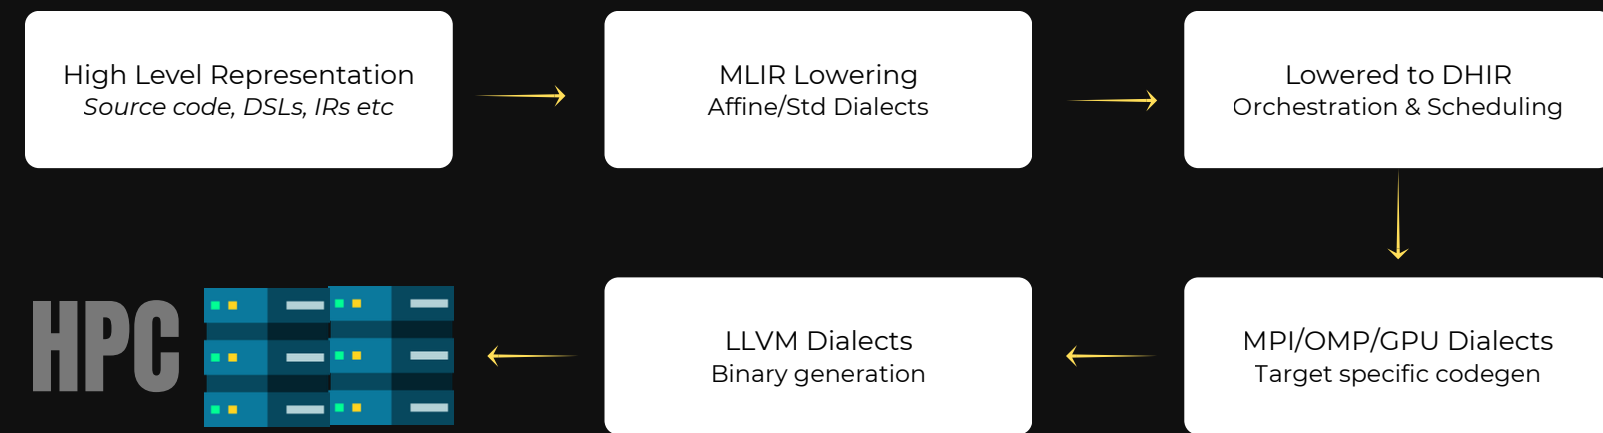 High Level Representation
Source code, DSLs, IRs etc
MLIR Lowering
Affine/Std Dialects
Lowered to DHIR
Orchestration & Scheduling
MPI/OMP/GPU Dialects
Target specific codegen
LLVM Dialects
Binary generation
HPC